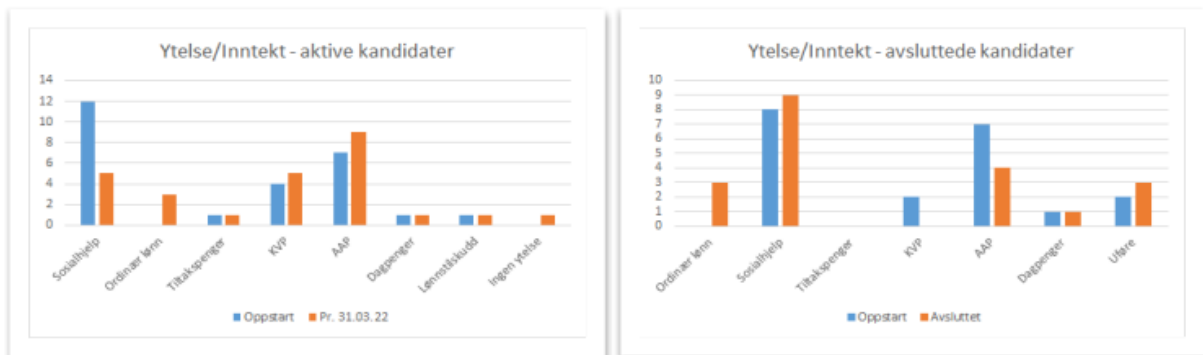 Ytelse/Inntekt - aktive kandidater
14
12
10
8
6
4
2
0
Sosialhjelp
Ordinær lønn
Tiltakspenger
KVP
AAP
Dagpenger
Lønnstilskudd
Ingen ytelse
Oppstart Pr. 31.03.22
Ytelse/Inntekt - avsluttede kandidater
10
9
8
7
6
5
4
3
2
1
0
Ordinær lønn
Sosialhjelp
Tiltakspenger
KVP
AAP
Dagpenger
Uføre
Oppstart Avsluttet